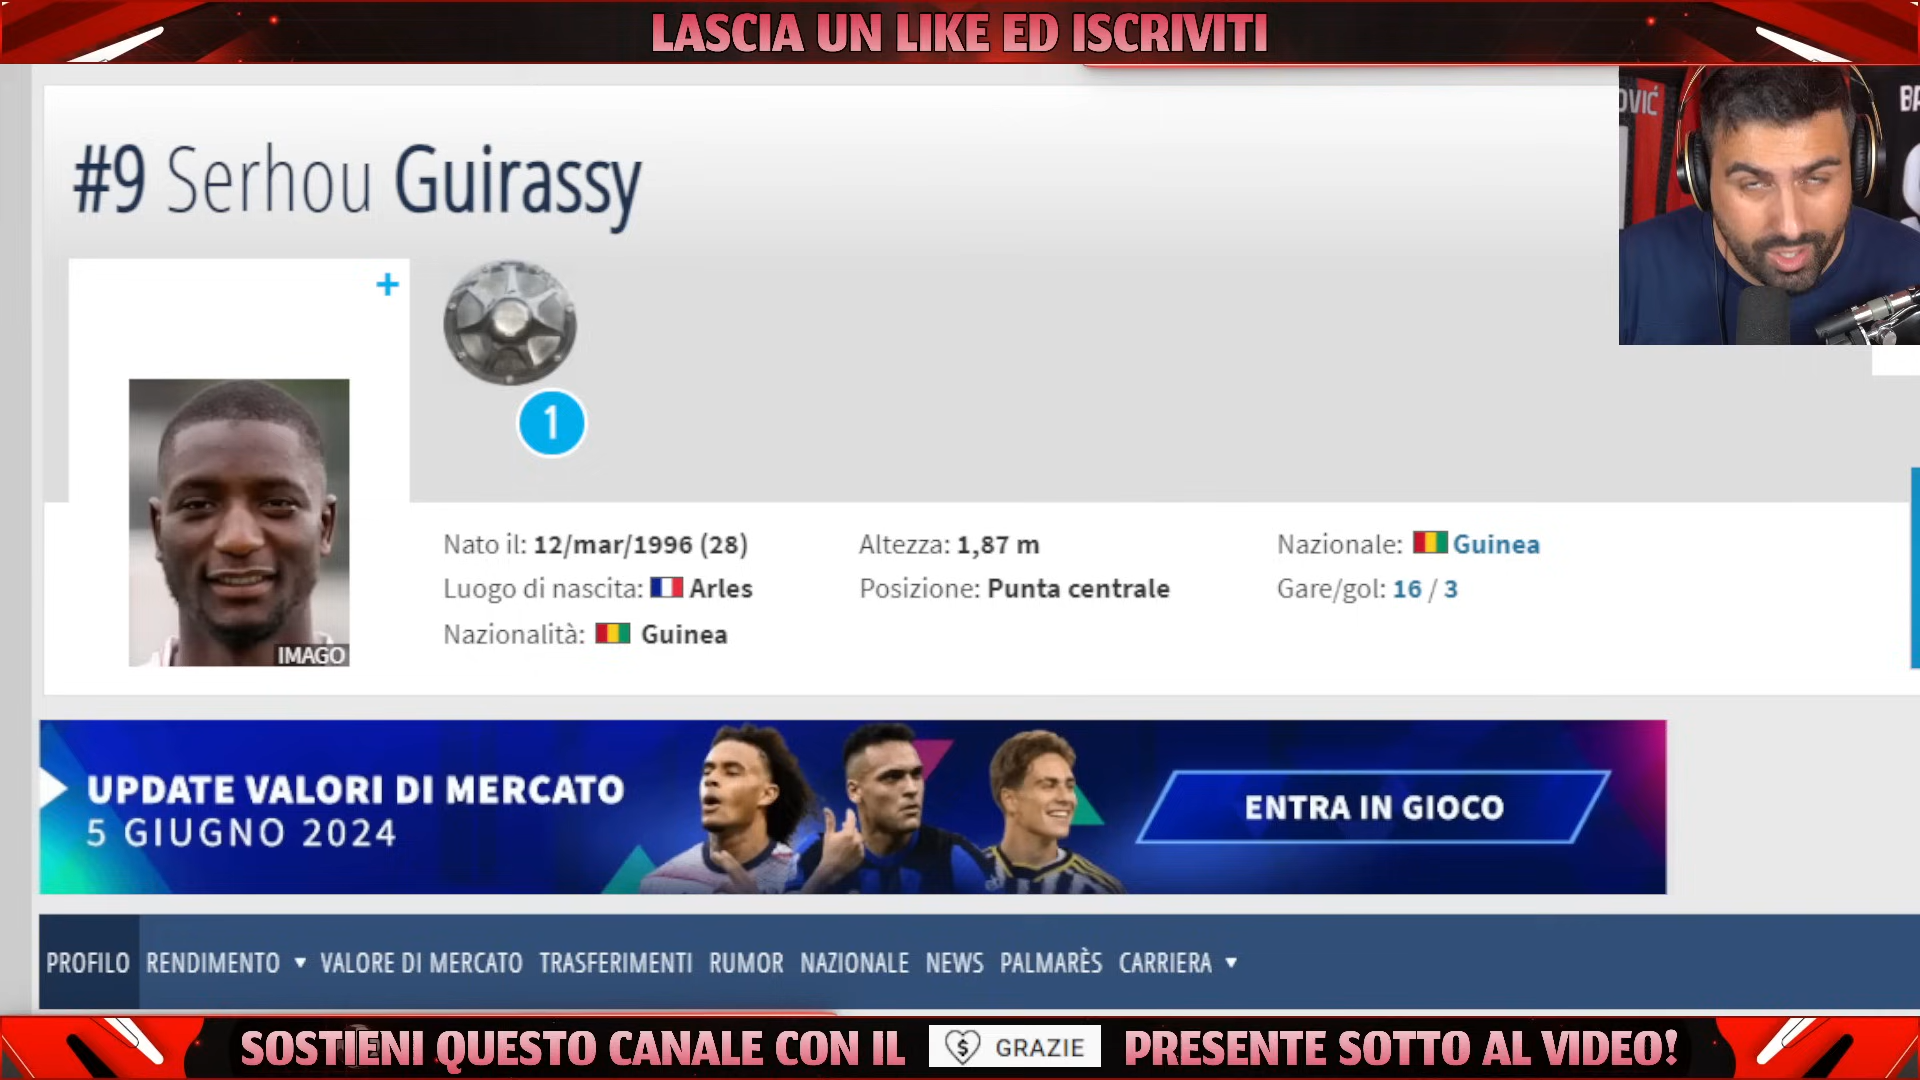 LASCIA UN LIKE ED ISCRIVITI
OVIĆ
#9 Serhou Guirassy
+
1
IMAGO
Nato il: 12/mar/1996 (28)
Luogo di nascita: Arles
Nazionalità: Guinea
Altezza: 1,87 m
Posizione: Punta centrale
Nazionale: Guinea
Gare/gol: 16 / 3
UPDATE VALORI DI MERCATO
5 GIUGNO 2024
ENTRA IN GIOCO
PROFILO RENDIMENTO VALORE DI MERCATO TRASFERIMENTI RUMOR NAZIONALE NEWS PALMARÈS CARRIERA
SOSTIENI QUESTO CANALE CON IL GRAZIE PRESENTE SOTTO AL VIDEO!